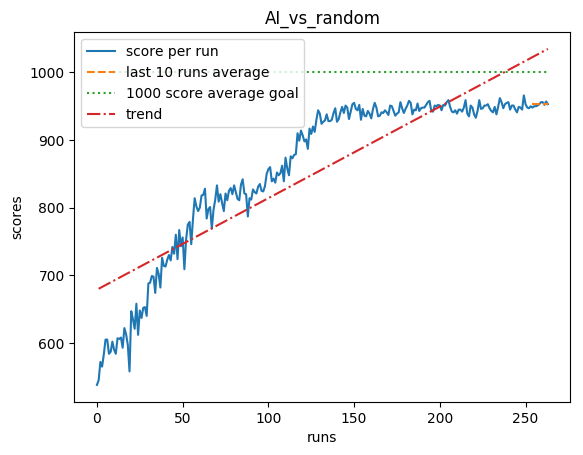 AI_vs_random
score per run
last 10 runs average
1000 score average goal
trend
scores
1000
900
800
700
600
0
50
100
150
200
250
runs